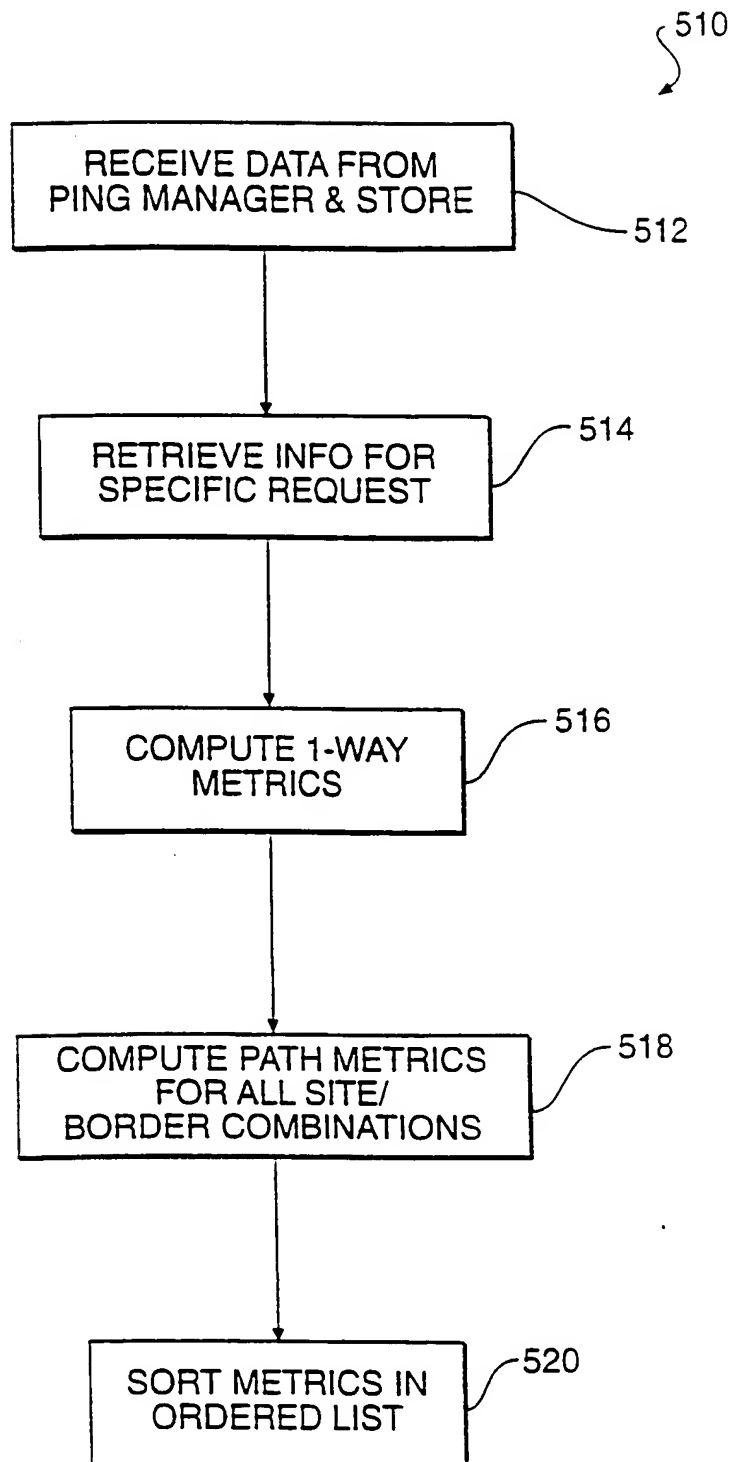 510
RECEIVE DATA FROM
PING MANAGER & STORE
512
RETRIEVE INFO FOR
SPECIFIC REQUEST
514
COMPUTE 1-WAY
METRICS
516
COMPUTE PATH METRICS
FOR ALL SITE/
BORDER COMBINATIONS
518
SORT METRICS IN
ORDERED LIST
520